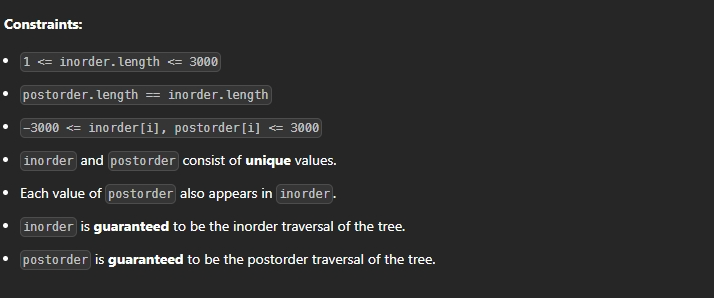 Constraints:
1 <= inorder.length <= 3000
postorder.length == inorder.length
-3000 <= inorder[i], postorder[i] <= 3000
inorder and postorder consist of unique values.
Each value of postorder also appears in inorder.
inorder is guaranteed to be the inorder traversal of the tree.
postorder is guaranteed to be the postorder traversal of the tree.